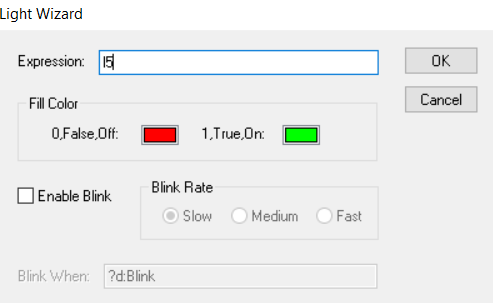 Light Wizard
Expression: I5 OK
Fill Color Cancel
0,False,Off: 1,True,On:
Blink Rate
Enable Blink
Slow Medium Fast
Blink When: ?d:Blink